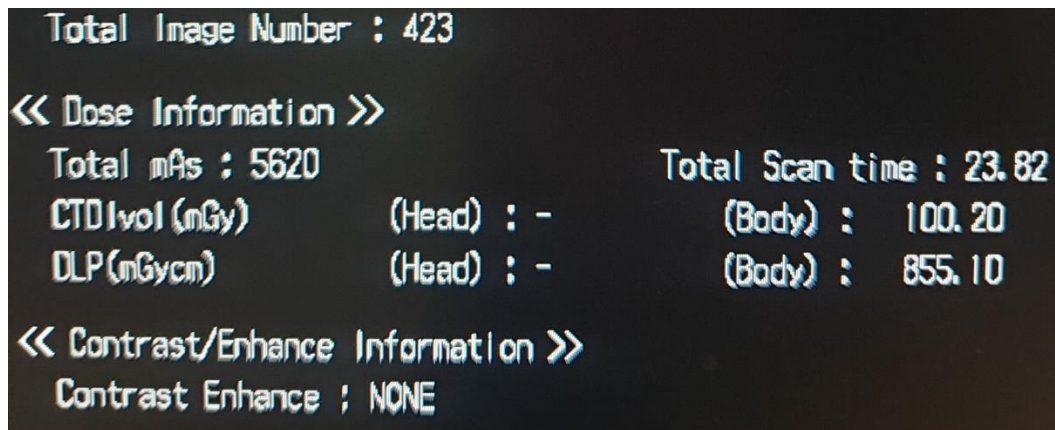 Total Image Number : 423
≪ Dose Information ≫
Total mAs : 5620 Total Scan time : 23.82
CTDIvol(mGy) (Head) : - (Body) : 100.20
DLP(mGycm) (Head) : - (Body) : 855.10
≪ Contrast/Enhance Information ≫
Contrast Enhance : NONE